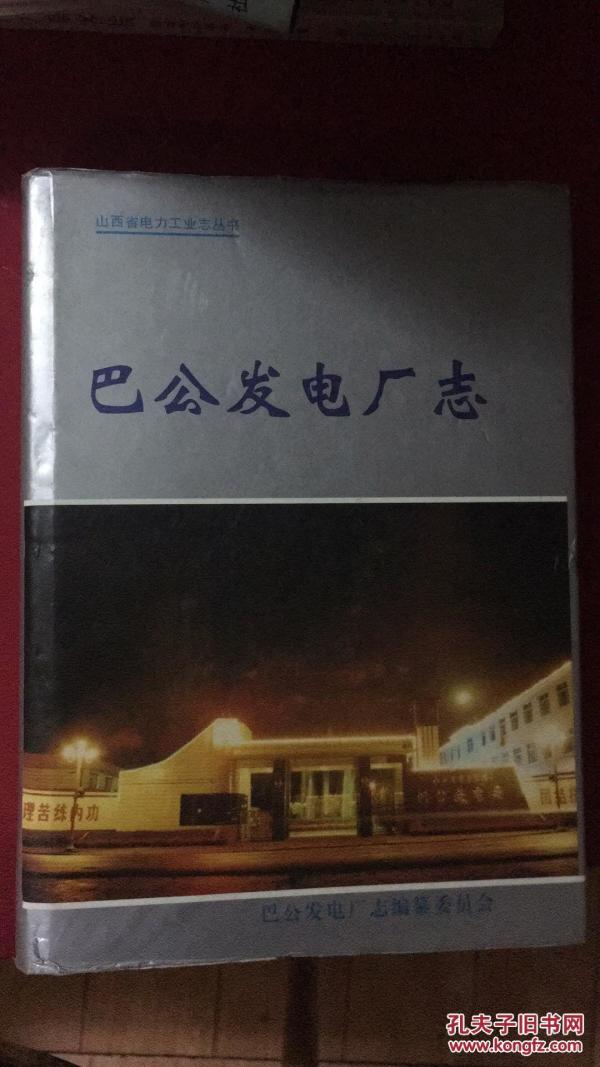 山西省电力工业志丛书
巴公发电厂志
理苦练内功
团结
巴公发电厂志编纂委员会
孔夫子旧书网
www.kongfz.com